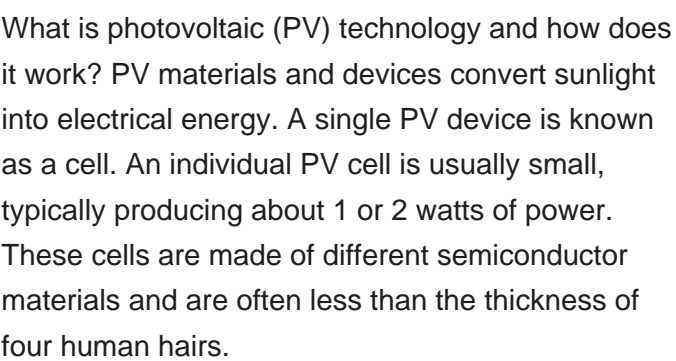 What is photovoltaic (PV) technology and how does
it work? PV materials and devices convert sunlight
into electrical energy. A single PV device is known
as a cell. An individual PV cell is usually small,
typically producing about 1 or 2 watts of power.
These cells are made of different semiconductor
materials and are often less than the thickness of
four human hairs.